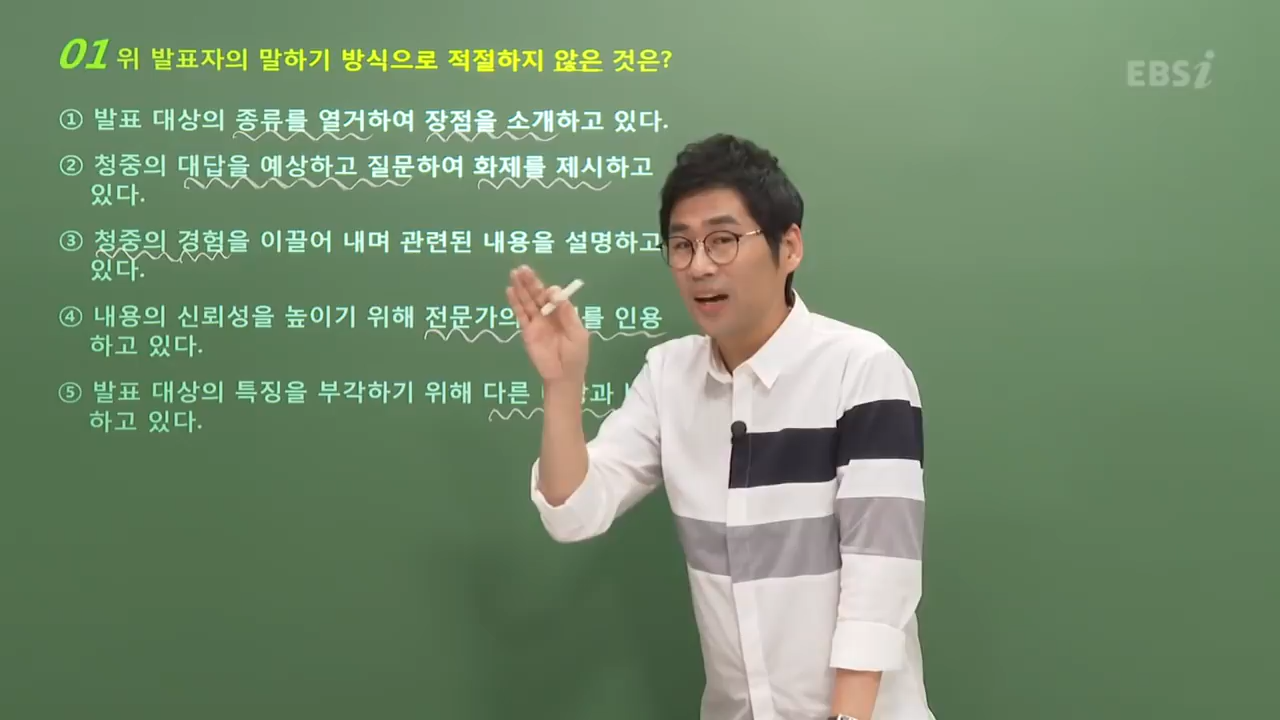 01 위 발표자의 말하기 방식으로 적절하지 않은 것은?
EBSi
① 발표 대상의 종류를 열거하여 장점을 소개하고 있다.
② 청중의 대답을 예상하고 질문하여 화제를 제시하고
있다.
③ 청중의 경험을 이끌어 내며 관련된 내용을 설명하고
있다.
④ 내용의 신뢰성을 높이기 위해 전문가의 를 인용
하고 있다.
⑤ 발표 대상의 특징을 부각하기 위해 다른
하고 있다.